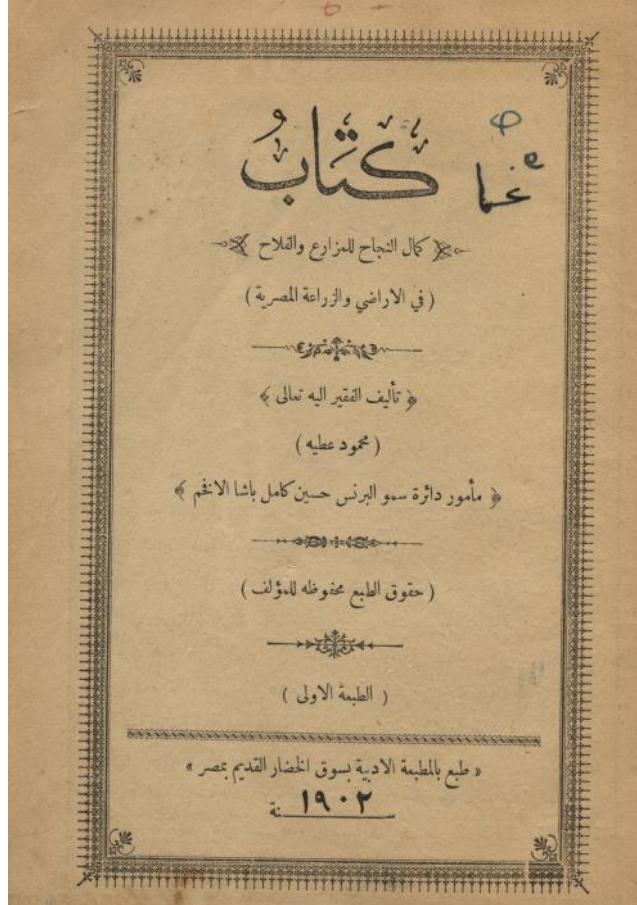 كتاب
كمال النجاح للمزارع والفلاح
( في الاراضي والزراعة المصرية )
﴿ تأليف الفقير اليه تعالى ﴾
( محمود عطيه )
﴿ مأمور دائرة سمو البرنس حسين كامل باشا الافخم ﴾
( حقوق الطبع محفوظه للمؤلف )
( الطبعة الاولى )
« طبع بالمطبعة الادبية بسوق الخضار القديم بمصر »
سنة ١٩٠٢